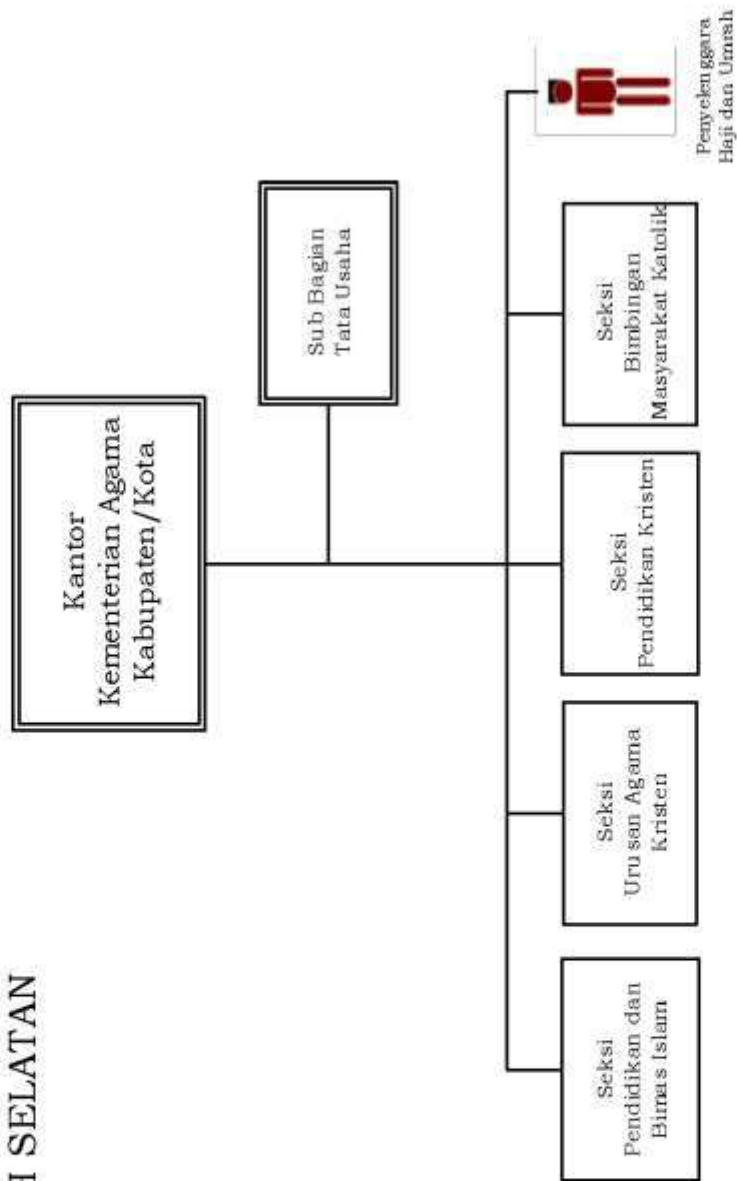 H SELATAN
Kantor
Kementerian Agama
Kabupaten/Kota
Sub Bagian
Tata Usaha
Seksi
Pendidikan dan
Bimas Islam
Seksi
Urusan Agama
Kristen
Seksi
Pendidikan Kristen
Seksi
Bimbingan
Masyarakat Katolik
Penyelenggara
Haji dan Umrah